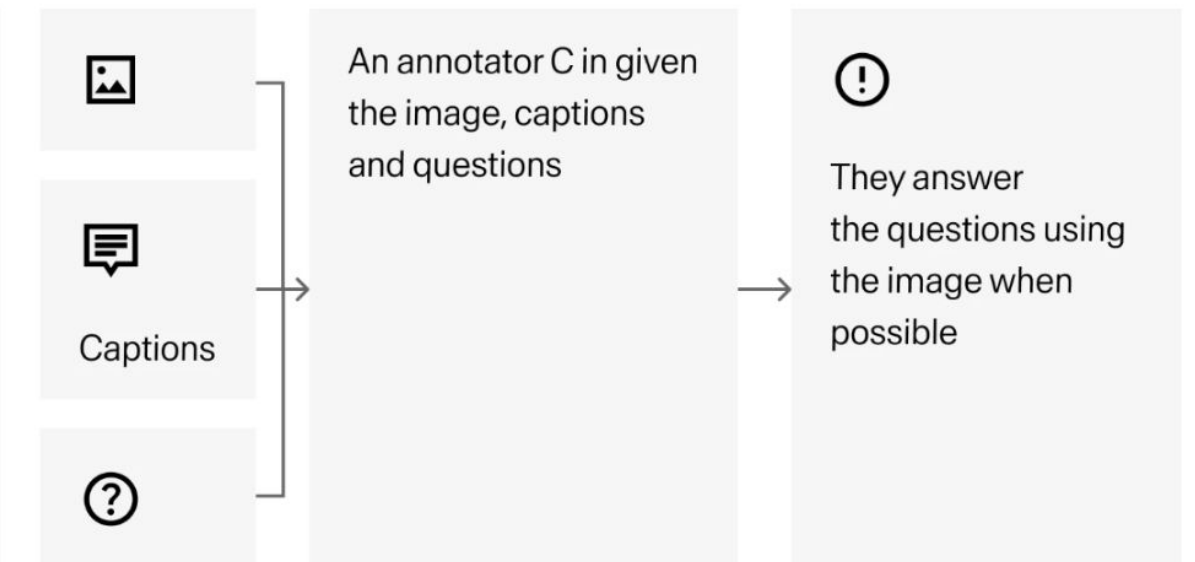 Captions
An annotator C in given
the image, captions
and questions
They answer
the questions using
the image when
possible